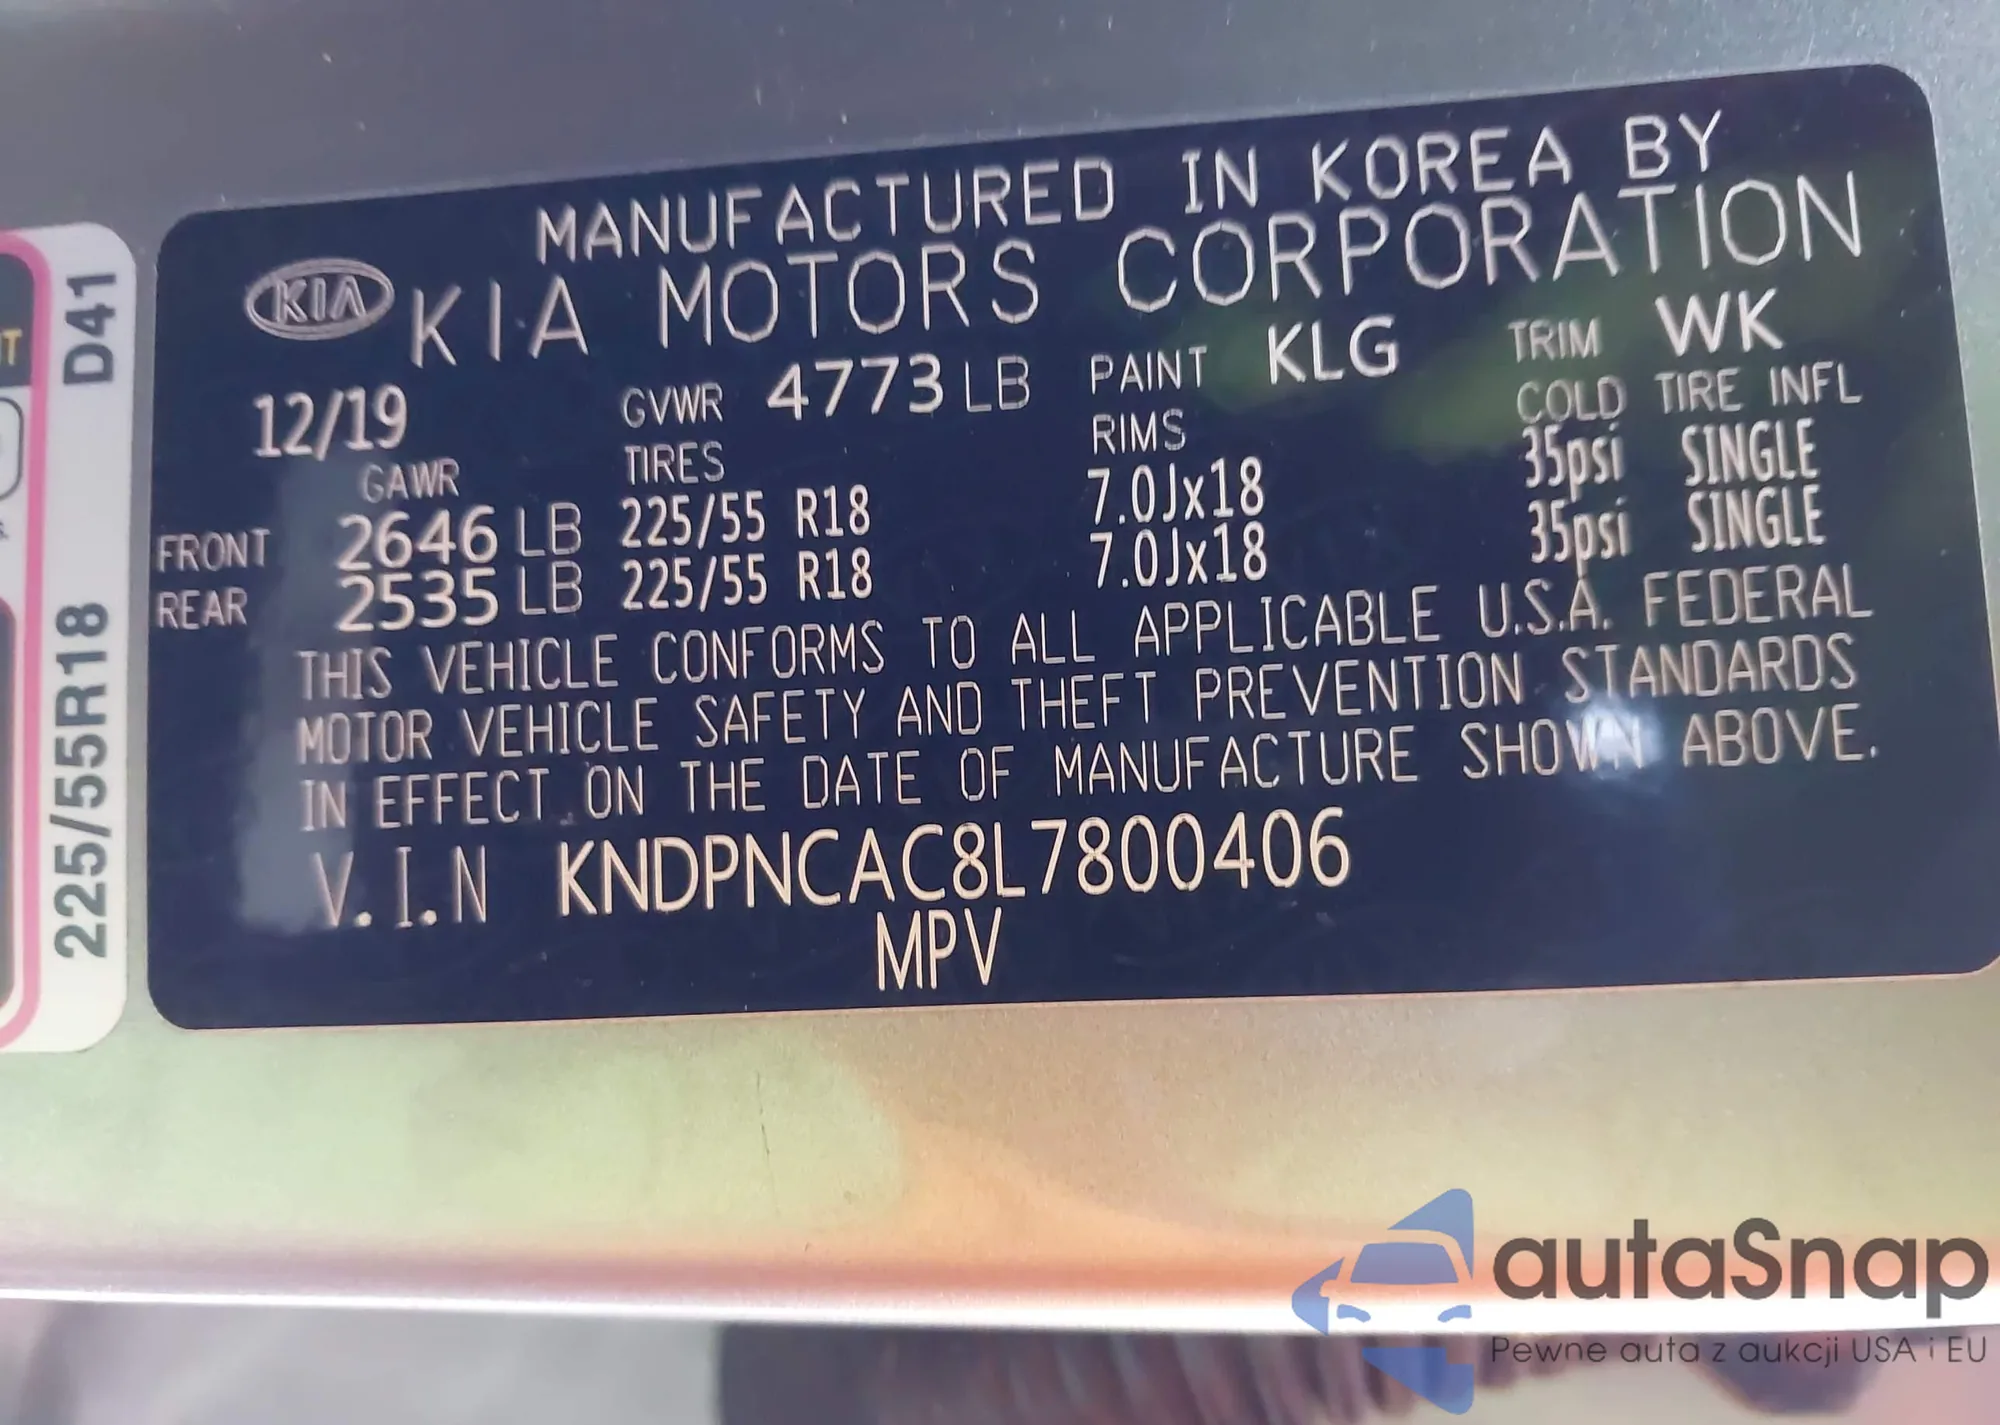 MANUFACTURED IN KOREA BY
KIA KIA MOTORS CORPORATION
12/19 GVWR 4773 LB PAINT KLG TRIM WK
GAWR TIRES RIMS COLD TIRE INFL
FRONT 2646 LB 225/55 R18 7.0Jx18 35psi SINGLE
REAR 2535 LB 225/55 R18 7.0Jx18 35psi SINGLE
THIS VEHICLE CONFORMS TO ALL APPLICABLE U.S.A. FEDERAL
MOTOR VEHICLE SAFETY AND THEFT PREVENTION STANDARDS
IN EFFECT ON THE DATE OF MANUFACTURE SHOWN ABOVE.
V.I.N KNDPNCAC8L7800406
MPV
225/55R18 D41
autaSnap
Pewne auta z aukcji USA i EU